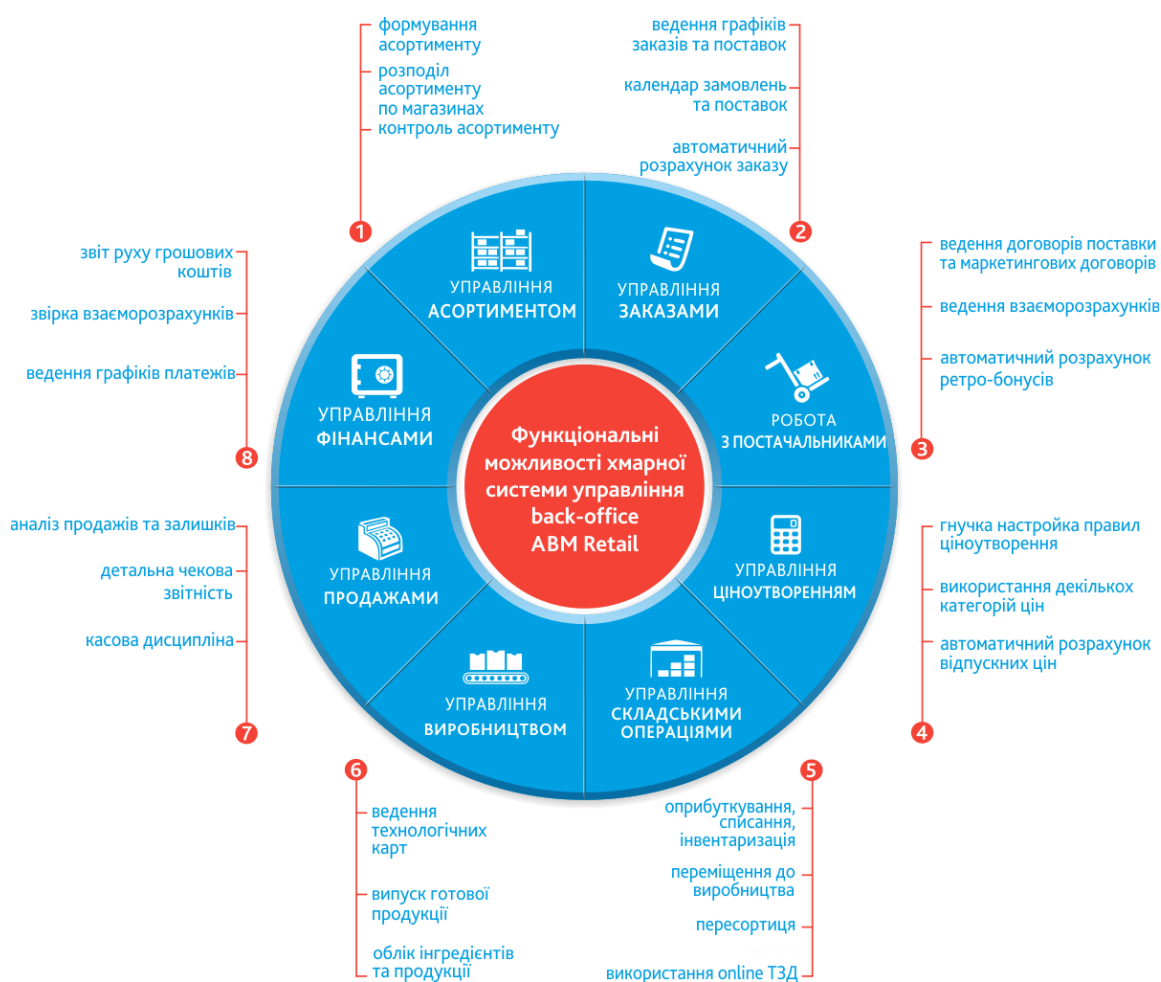 Функціональні
можливості хмарної
системи управління
back-office
ABM Retail
1
УПРАВЛІННЯ
АСОРТИМЕНТОМ
формування
асортименту
розподіл
асортименту
по магазинах
контроль асортименту
2
УПРАВЛІННЯ
ЗАКАЗАМИ
ведення графіків
заказів та поставок
календар замовлень
та поставок
автоматичний
розрахунок заказу
3
РОБОТА
З ПОСТАЧАЛЬНИКАМИ
ведення договорів поставки
та маркетингових договорів
ведення взаєморозрахунків
автоматичний розрахунок
ретро-бонусів
4
УПРАВЛІННЯ
ЦІНОУТВОРЕННЯМ
гнучка настройка правил
ціноутворення
використання декількох
категорій цін
автоматичний розрахунок
відпускних цін
5
УПРАВЛІННЯ
СКЛАДСЬКИМИ
ОПЕРАЦІЯМИ
оприбуткування,
списання,
інвентаризація
переміщення до
виробництва
пересортиця
використання online ТЗД
6
УПРАВЛІННЯ
ВИРОБНИЦТВОМ
ведення
технологічних
карт
випуск готової
продукції
облік інгредієнтів
та продукції
7
УПРАВЛІННЯ
ПРОДАЖАМИ
аналіз продажів та залишків
детальна чекова
звітність
касова дисципліна
8
УПРАВЛІННЯ
ФІНАНСАМИ
звіт руху грошових
коштів
звірка взаєморозрахунків
ведення графіків платежів